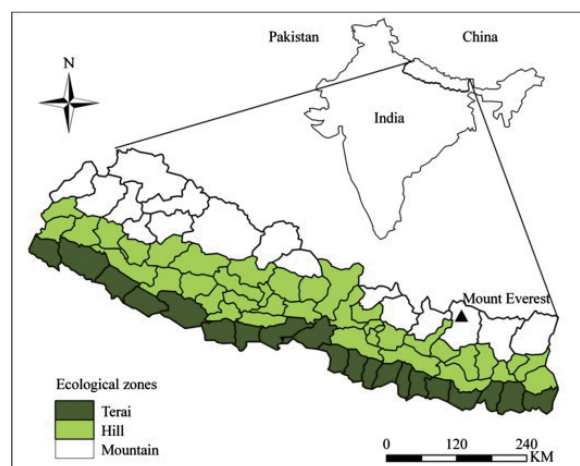 Pakistan
China
N
India
Mount Everest
Ecological zones
Terai
Hill
Mountain
0 120 240
KM